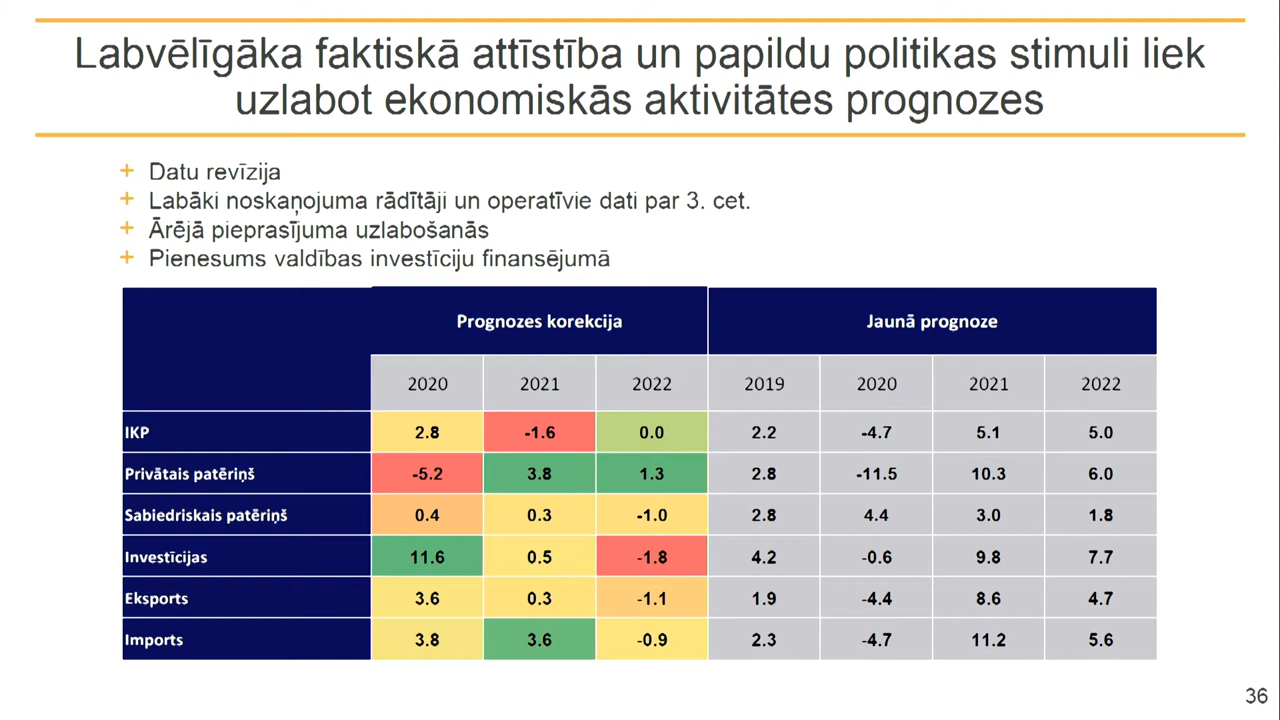 Labvēlīgāka faktiskā attīstība un papildu politikas stimuli liek
uzlabot ekonomiskās aktivitātes prognozes
+ Datu revīzija
+ Labāki noskaņojuma rādītāji un operatīvie dati par 3. cet.
+ Ārējā pieprasījuma uzlabošanās
+ Pienesums valdības investīciju finansējumā
Prognozes korekcija Jaunā prognoze
2020 2021 2022 2019 2020 2021 2022
IKP 2.8 -1.6 0.0 2.2 -4.7 5.1 5.0
Privātais patēriņš -5.2 3.8 1.3 2.8 -11.5 10.3 6.0
Sabiedriskais patēriņš 0.4 0.3 -1.0 2.8 4.4 3.0 1.8
Investīcijas 11.6 0.5 -1.8 4.2 -0.6 9.8 7.7
Eksports 3.6 0.3 -1.1 1.9 -4.4 8.6 4.7
Imports 3.8 3.6 -0.9 2.3 -4.7 11.2 5.6
36